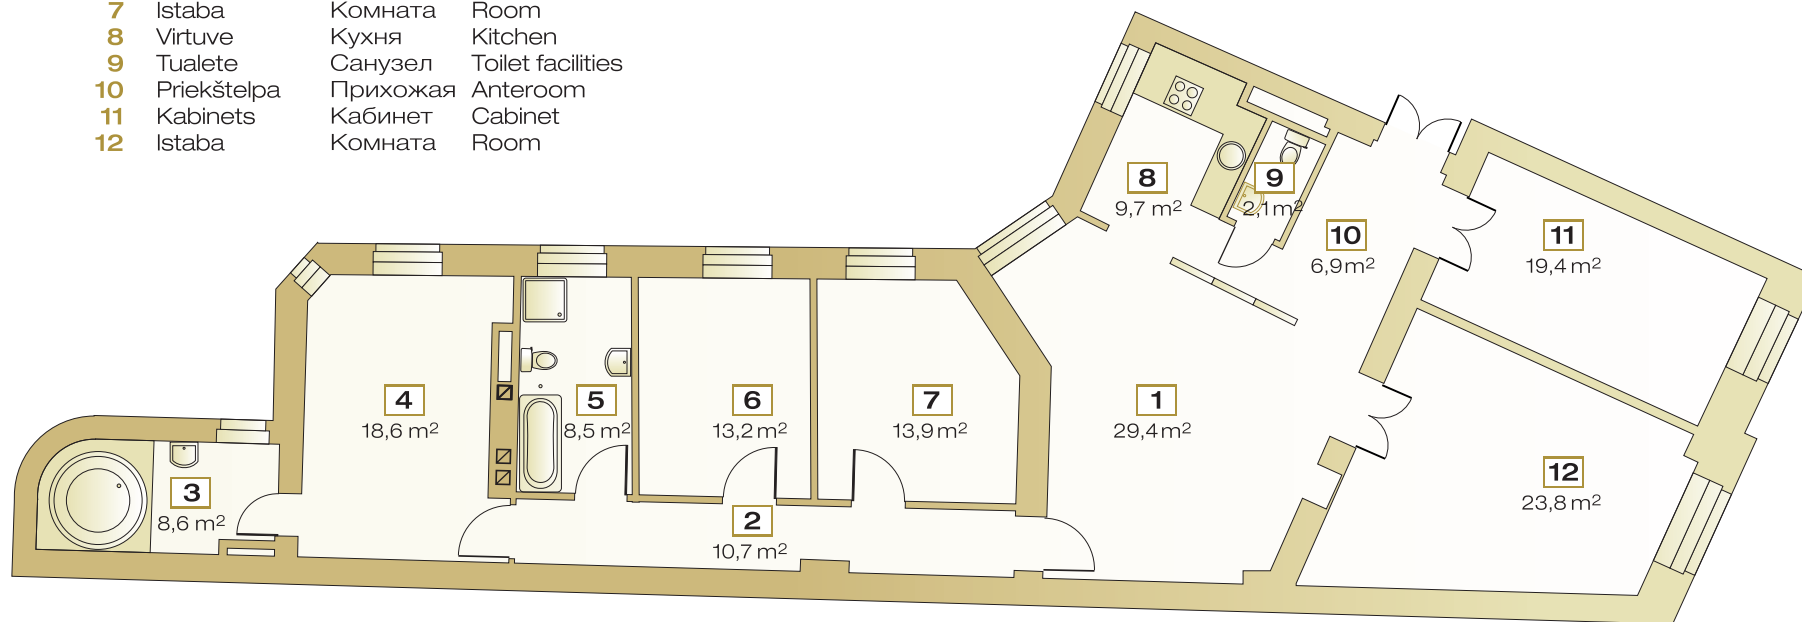 7 Istaba Комната Room
8 Virtuve Кухня Kitchen
9 Tualete Санузел Toilet facilities
10 Priekštelpa Прихожая Anteroom
11 Kabinets Кабинет Cabinet
12 Istaba Комната Room
8
9,7 m²
9
2,1 m²
10
6,9 m²
11
19,4 m²
4
18,6 m²
5
8,5 m²
6
13,2 m²
7
13,9 m²
1
29,4 m²
12
23,8 m²
3
8,6 m²
2
10,7 m²